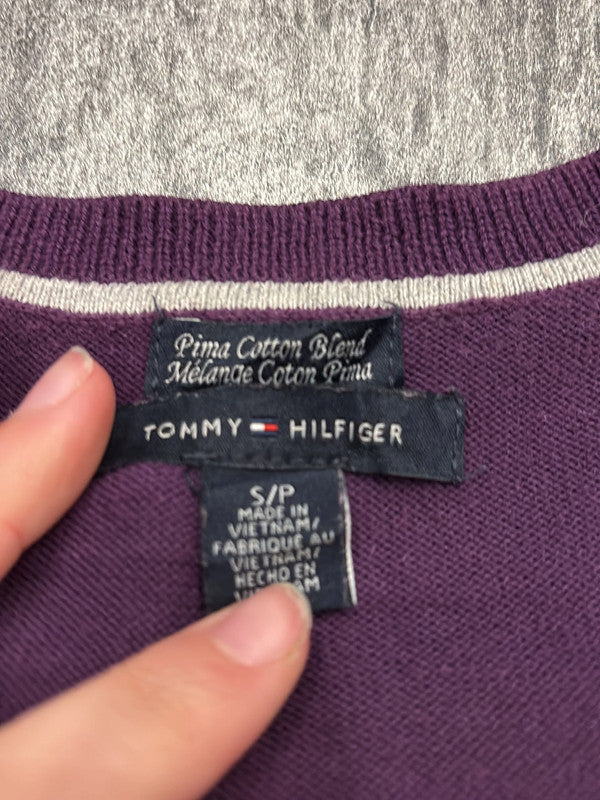 Pima Cotton Blend
Mélange Coton Pima
TOMMY HILFIGER
S/P
MADE IN
VIETNAM/
FABRIQUÉ AU
VIETNAM/
HECHO EN